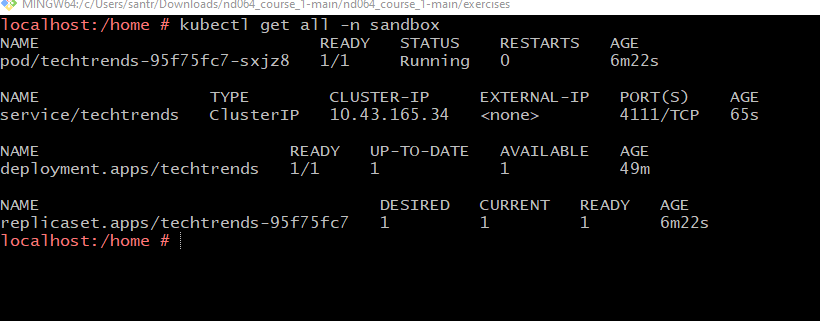 MINGW64:/c/Users/santr/Downloads/nd064_course_1-main/nd064_course_1-main/exercises
localhost:/home # kubectl get all -n sandbox
NAME READY STATUS RESTARTS AGE
pod/techtrends-95f75fc7-sxjz8 1/1 Running 0 6m22s
NAME TYPE CLUSTER-IP EXTERNAL-IP PORT(S) AGE
service/techtrends ClusterIP 10.43.165.34 <none> 4111/TCP 65s
NAME READY UP-TO-DATE AVAILABLE AGE
deployment.apps/techtrends 1/1 1 1 49m
NAME DESIRED CURRENT READY AGE
replicaset.apps/techtrends-95f75fc7 1 1 1 6m22s
localhost:/home #